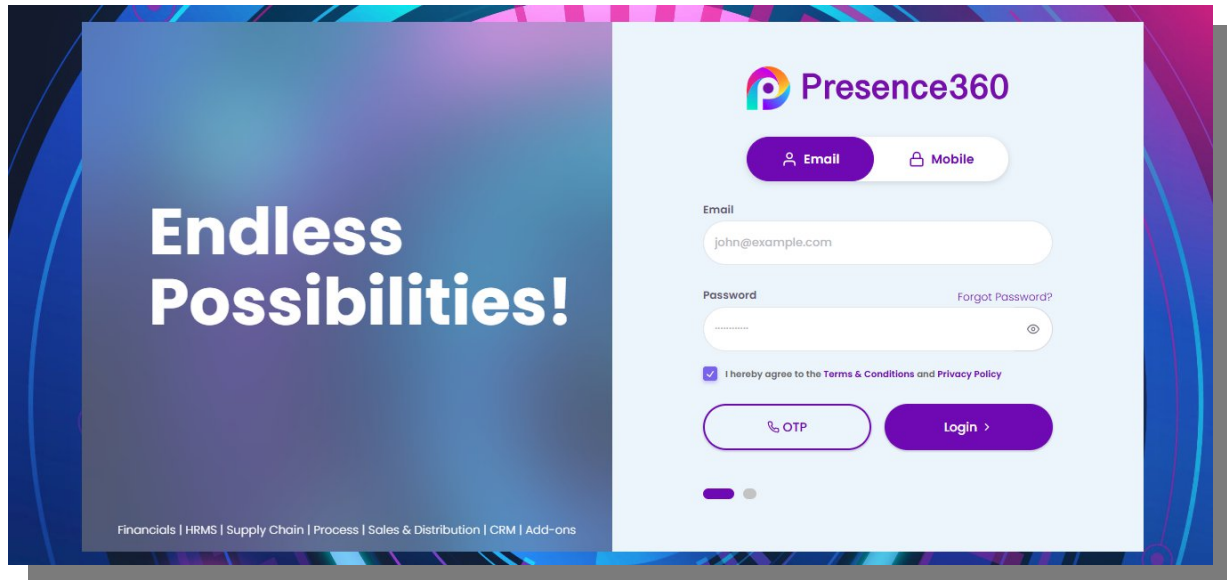 Endless
Possibilities!
Financials | HRMS | Supply Chain | Process | Sales & Distribution | CRM | Add-ons
Presence360
Email
Mobile
Email
john@example.com
Password
Forgot Password?
I hereby agree to the Terms & Conditions and Privacy Policy
OTP
Login >